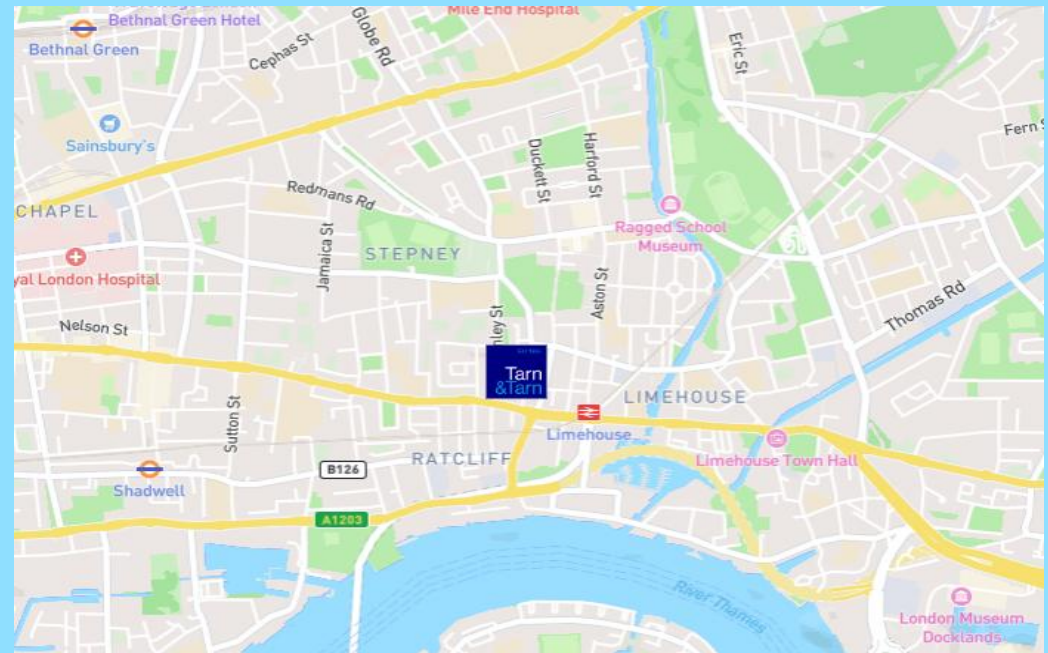 Mile End Hospital
Bethnal Green Hotel
Bethnal Green
Cephas St
Globe Rd
Eric St
Sainsbury's
Fern
Duckett St
Harford St
Redmans Rd
CHAPEL
Jamaica St
STEPNEY
Ragged School
Museum
yal London Hospital
Aston St
Thomas Rd
Nelson St
nley St
Tarn
&Tarn
LIMEHOUSE
Sutton St
Limehouse
RATCLIFF
Limehouse Town Hall
B126
Shadwell
A1203
River Thames
London Museum
Docklands